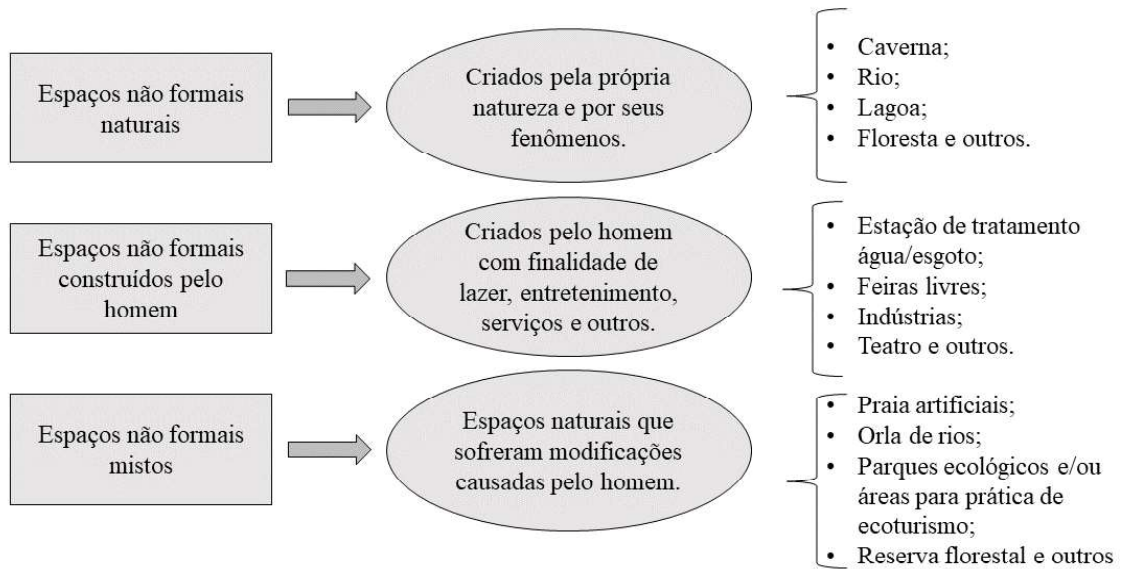 Espaços não formais
naturais
Criados pela própria
natureza e por seus
fenômenos.
• Caverna;
• Rio;
• Lagoa;
• Floresta e outros.
Espaços não formais
construídos pelo
homem
Criados pelo homem
com finalidade de
lazer, entretenimento,
serviços e outros.
• Estação de tratamento
água/esgoto;
• Feiras livres;
• Indústrias;
• Teatro e outros.
Espaços não formais
mistos
Espaços naturais que
sofreram modificações
causadas pelo homem.
• Praia artificiais;
• Orla de rios;
• Parques ecológicos e/ou
áreas para prática de
ecoturismo;
• Reserva florestal e outros